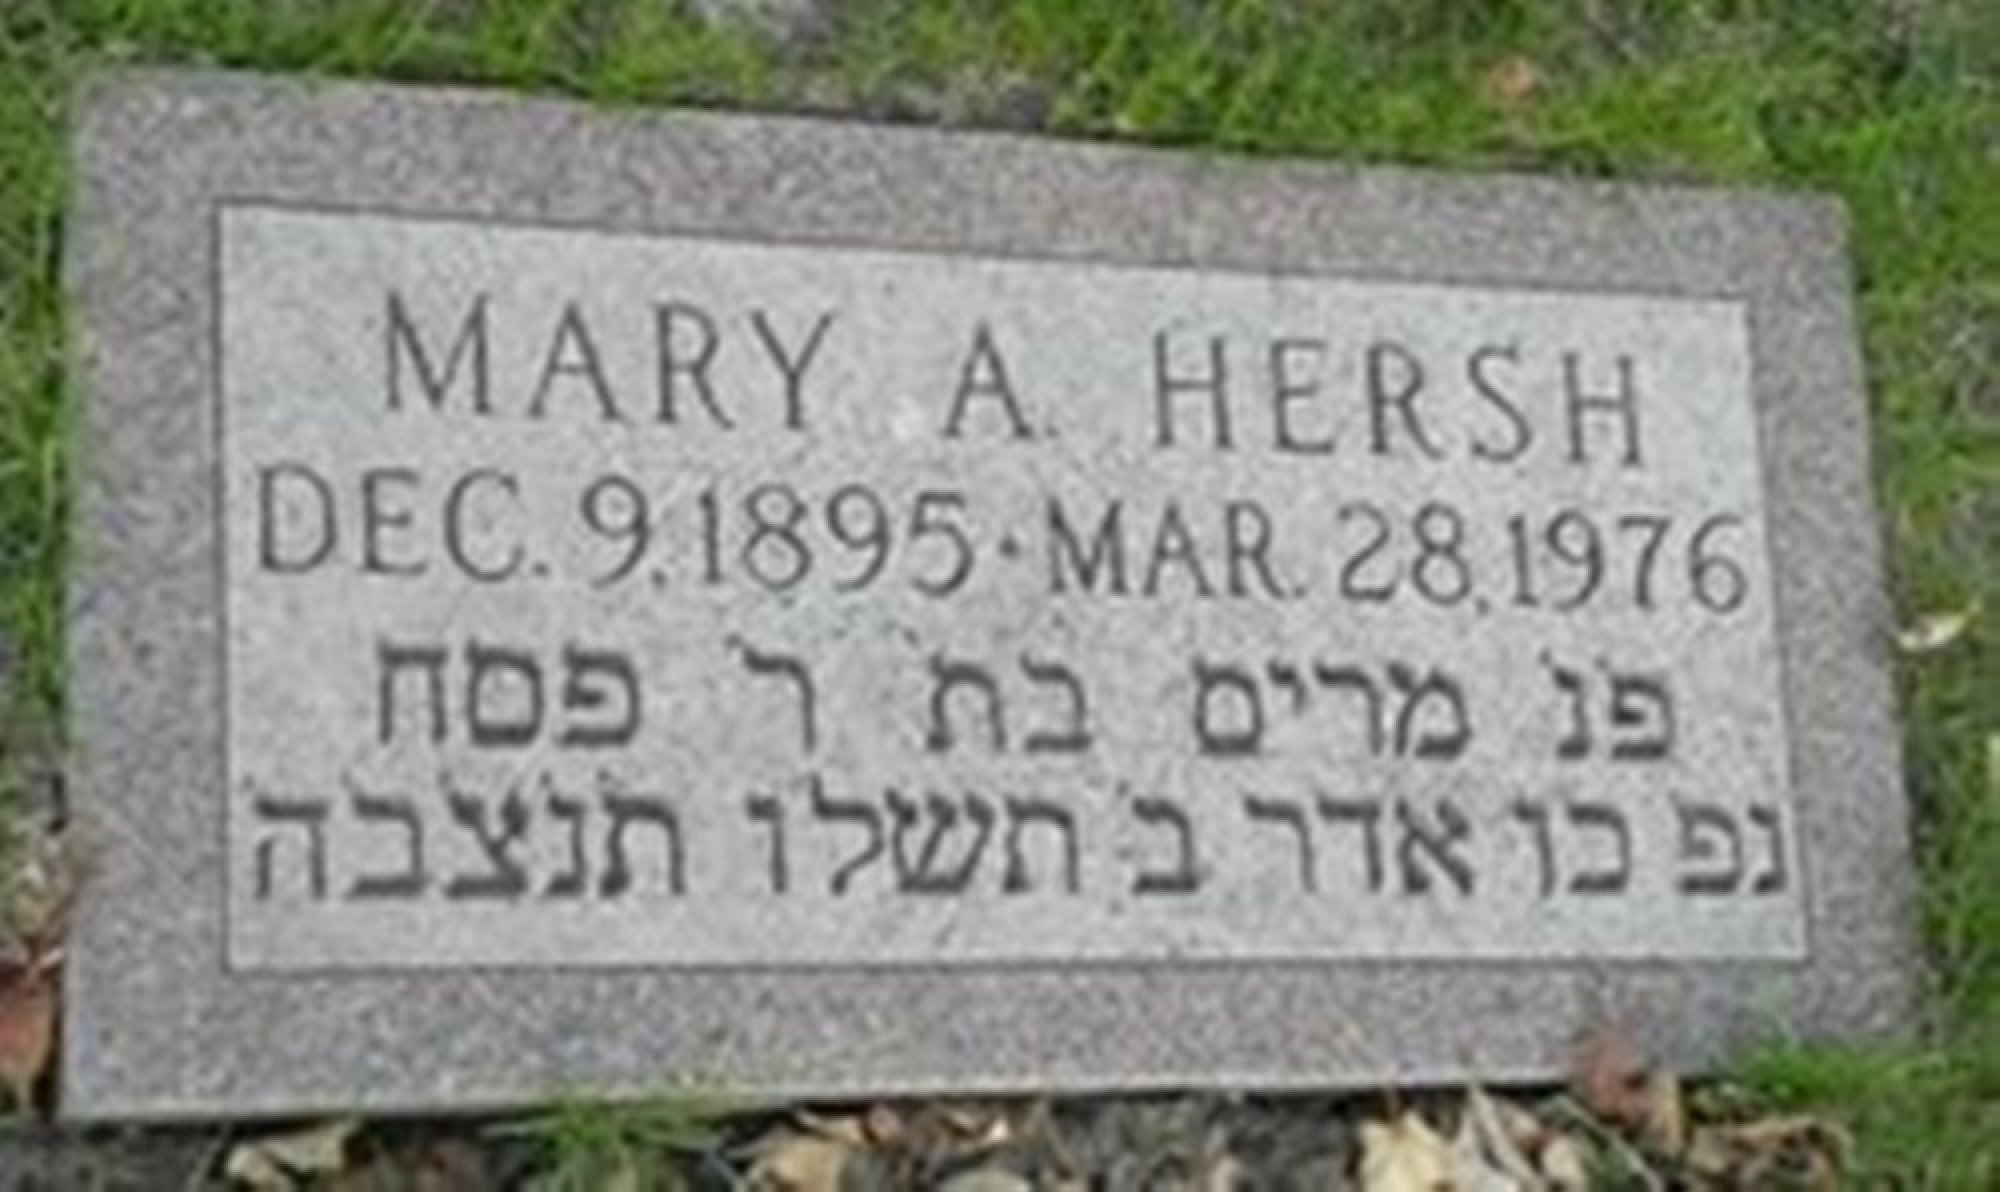 MARY A. HERSH
DEC. 9, 1895 · MAR. 28, 1976
פנ מרים בת ר' פסח
נפ כו אדר ב' תשלו תנצבה